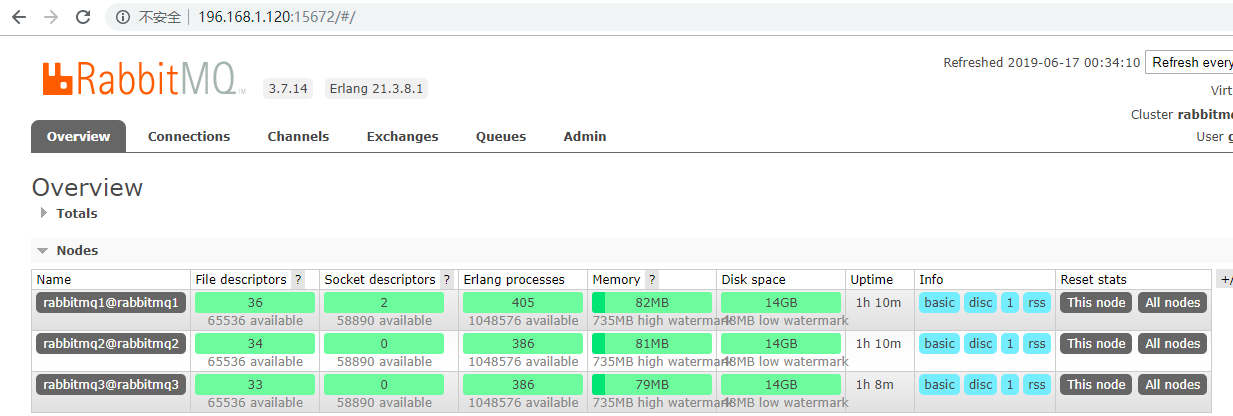 不安全 | 196.168.1.120:15672/#/
RabbitMQ™ 3.7.14 Erlang 21.3.8.1
Refreshed 2019-06-17 00:34:10 Refresh every
Virt
Cluster rabbitmq
User g
Overview Connections Channels Exchanges Queues Admin
Overview
Totals
Nodes
Name File descriptors ? Socket descriptors ? Erlang processes Memory ? Disk space Uptime Info Reset stats +/
rabbitmq1@rabbitmq1 36 2 405 82MB 14GB 1h 10m basic disc 1 rss This node All nodes
65536 available 58890 available 1048576 available 735MB high watermark 48MB low watermark
rabbitmq2@rabbitmq2 34 0 386 81MB 14GB 1h 10m basic disc 1 rss This node All nodes
65536 available 58890 available 1048576 available 735MB high watermark 48MB low watermark
rabbitmq3@rabbitmq3 33 0 386 79MB 14GB 1h 8m basic disc 1 rss This node All nodes
65536 available 58890 available 1048576 available 735MB high watermark 48MB low watermark